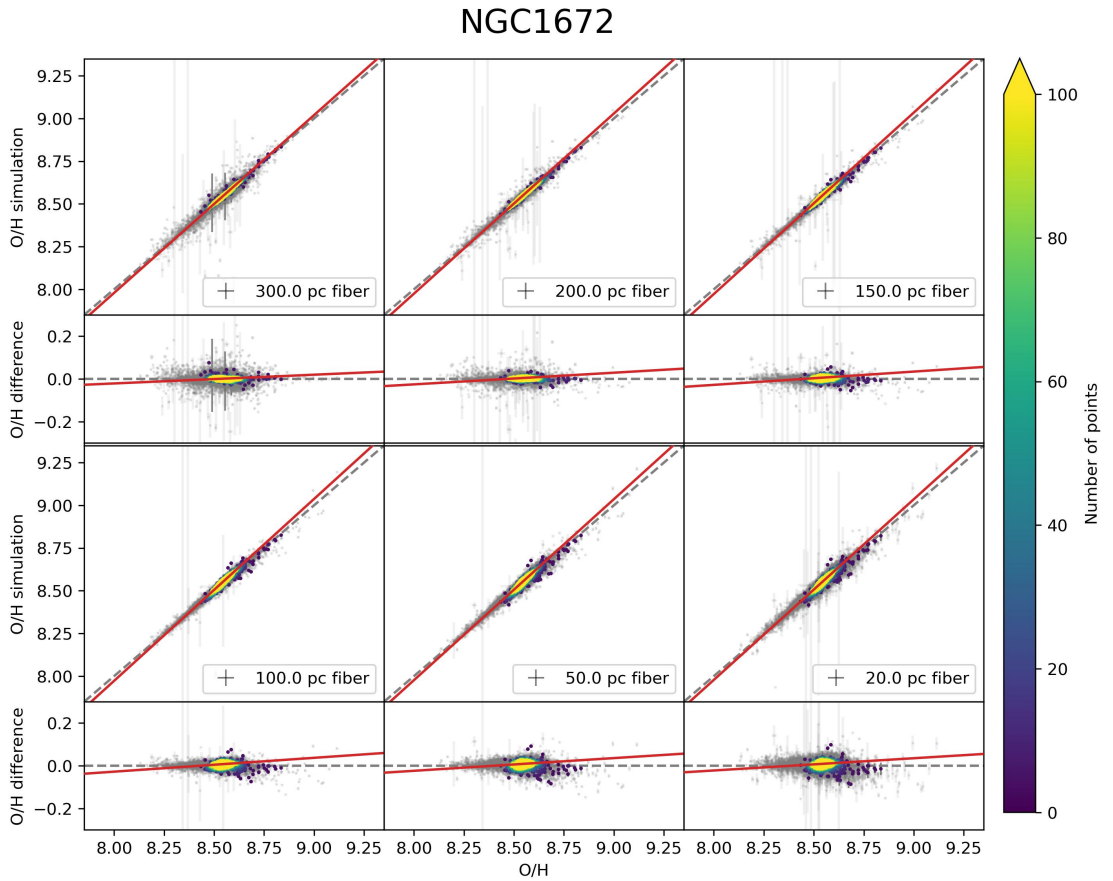 NGC1672
9.25
9.00
8.75
8.50
8.25
8.00
O/H simulation
300.0 pc fiber
200.0 pc fiber
150.0 pc fiber
0.2
0.0
−0.2
O/H difference
9.25
9.00
8.75
8.50
8.25
8.00
O/H simulation
100.0 pc fiber
50.0 pc fiber
20.0 pc fiber
0.2
0.0
−0.2
O/H difference
8.00 8.25 8.50 8.75 9.00 9.25 8.00 8.25 8.50 8.75 9.00 9.25 8.00 8.25 8.50 8.75 9.00 9.25
O/H
100
80
60
40
20
0
Number of points